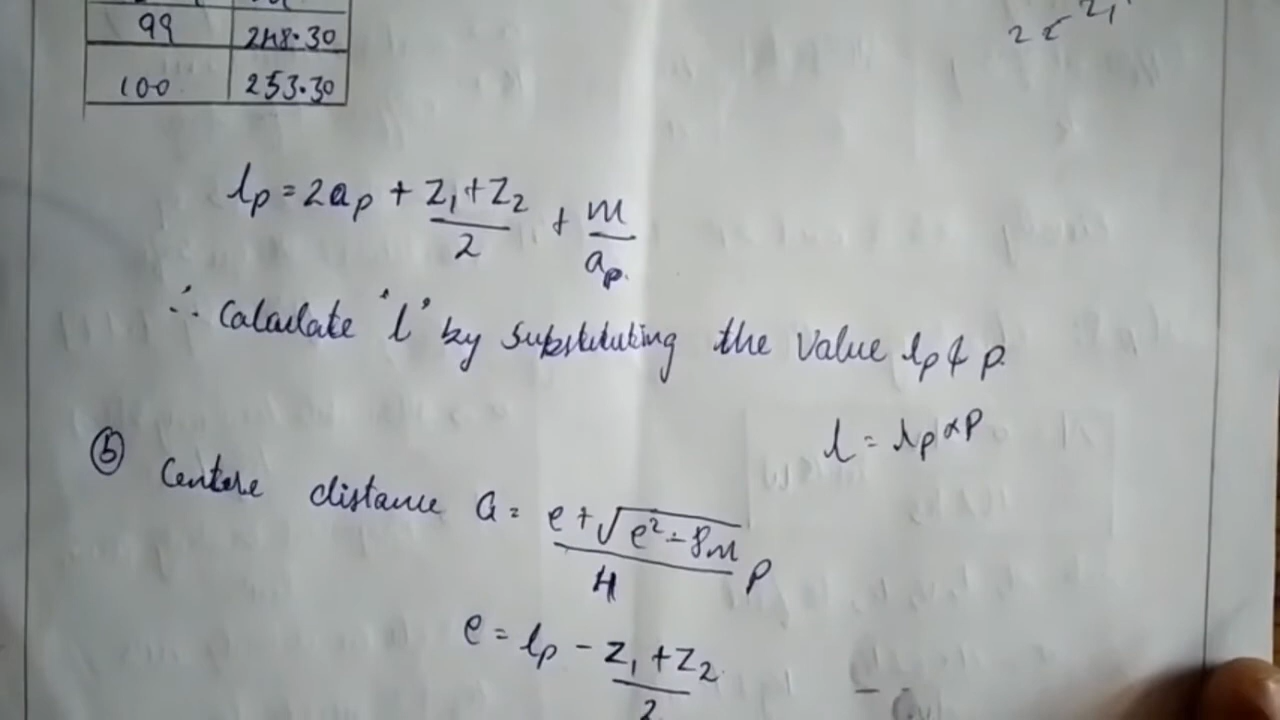 99 248.30
100 253.30
lp = 2ap + Z1+Z2/2 + m/ap.
∴ Calculate 'l' by Substituting the Value lp & p.
l = lp × p
⑤ Centere distance a = e+√e²-8m/4 p
e = lp - Z1+Z2/2